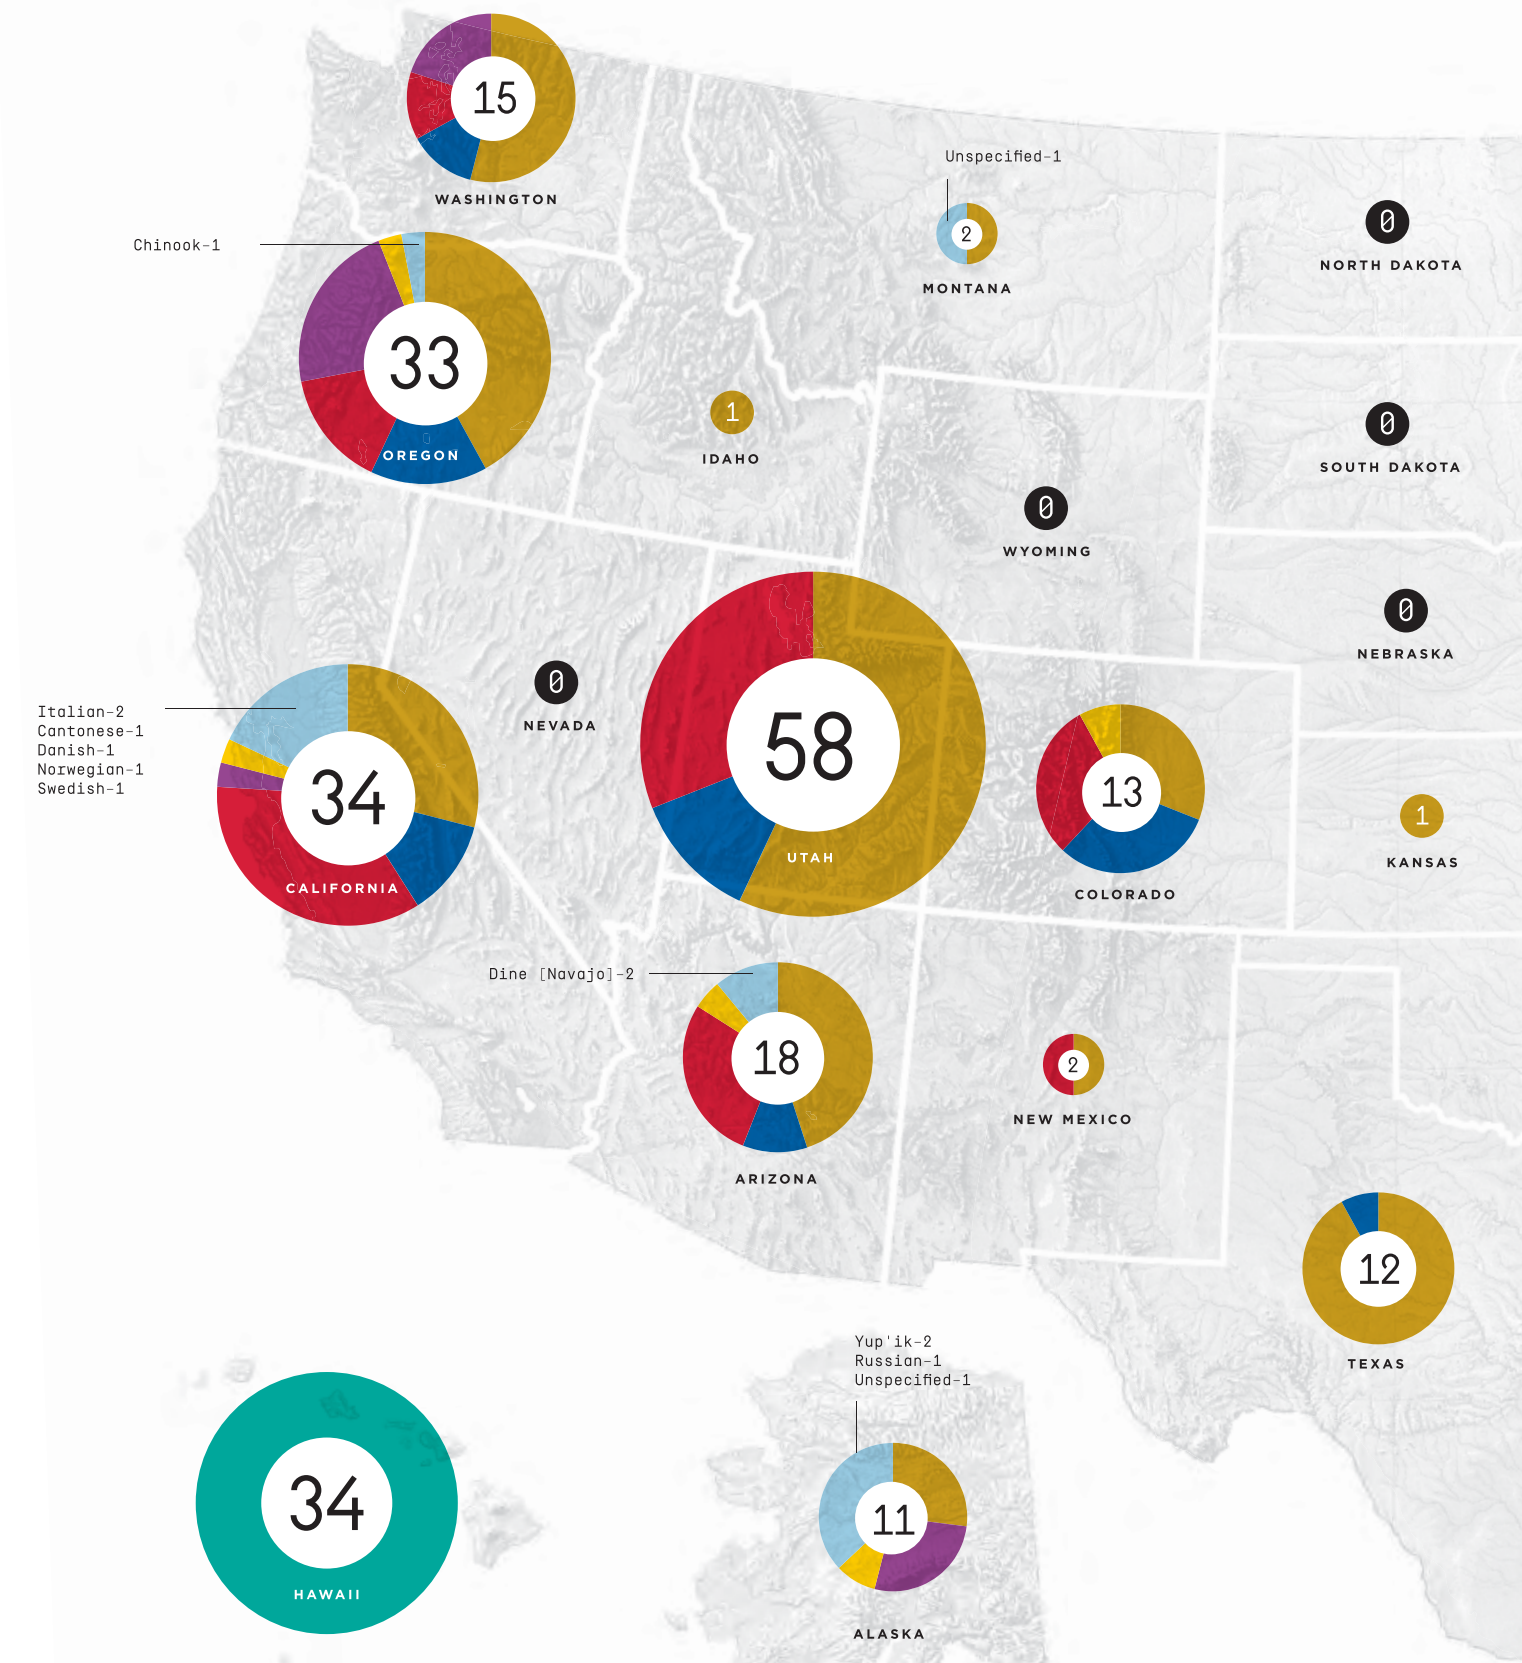 15
WASHINGTON
Unspecified-1
2
MONTANA
0
NORTH DAKOTA
Chinook-1
33
OREGON
1
IDAHO
0
SOUTH DAKOTA
0
WYOMING
0
NEBRASKA
0
NEVADA
58
UTAH
Italian-2
Cantonese-1
Danish-1
Norwegian-1
Swedish-1
34
CALIFORNIA
13
COLORADO
1
KANSAS
Dine [Navajo]-2
18
ARIZONA
2
NEW MEXICO
12
TEXAS
Yup'ik-2
Russian-1
Unspecified-1
34
HAWAII
11
ALASKA